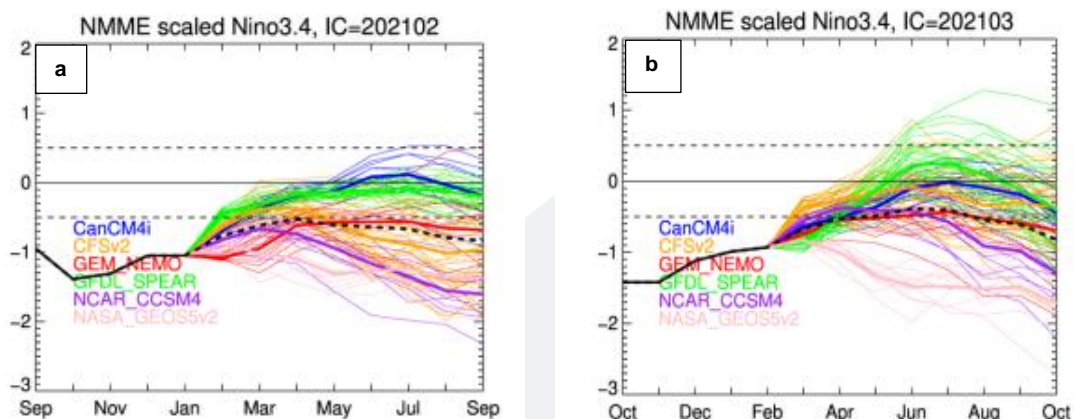 NMME scaled Nino3.4, IC=202102
a
2
1
0
−1
−2
−3
CanCM4i
CFSv2
GEM_NEMO
GFDL_SPEAR
NCAR_CCSM4
NASA_GEOS5v2
Sep Nov Jan Mar May Jul Sep
NMME scaled Nino3.4, IC=202103
b
2
1
0
−1
−2
−3
CanCM4i
CFSv2
GEM_NEMO
GFDL_SPEAR
NCAR_CCSM4
NASA_GEOS5v2
Oct Dec Feb Apr Jun Aug Oct